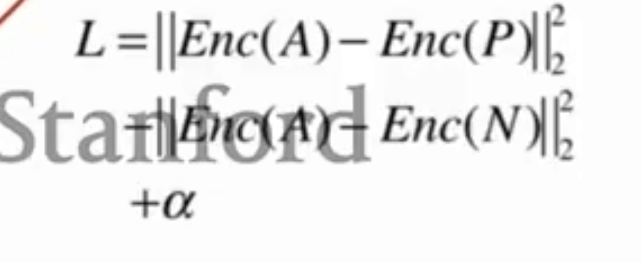 L = ||Enc(A) − Enc(P)||₂²
−||Enc(A) − Enc(N)||₂²
+α
Stanford